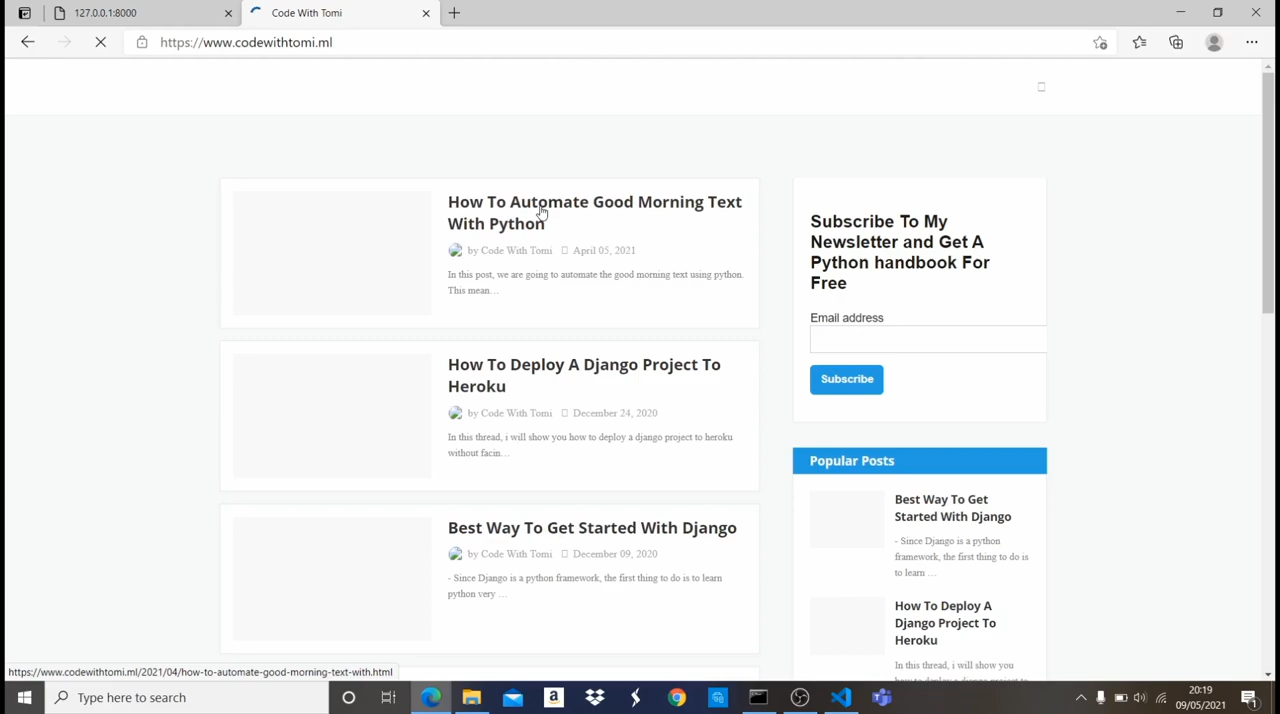 127.0.0.1:8000
Code With Tomi
https://www.codewithtomi.ml
How To Automate Good Morning Text
With Python
by Code With Tomi
April 05, 2021
In this post, we are going to automate the good morning text using python.
This mean…
How To Deploy A Django Project To
Heroku
by Code With Tomi
December 24, 2020
In this thread, i will show you how to deploy a django project to heroku
without facin…
Best Way To Get Started With Django
by Code With Tomi
December 09, 2020
- Since Django is a python framework, the first thing to do is to learn
python very …
Subscribe To My
Newsletter and Get A
Python handbook For
Free
Email address
Subscribe
Popular Posts
Best Way To Get
Started With Django
- Since Django is a python
framework, the first thing to do is
to learn …
How To Deploy A
Django Project To
Heroku
In this thread, i will show you
https://www.codewithtomi.ml/2021/04/how-to-automate-good-morning-text-with.html
Type here to search
20:19
09/05/2021